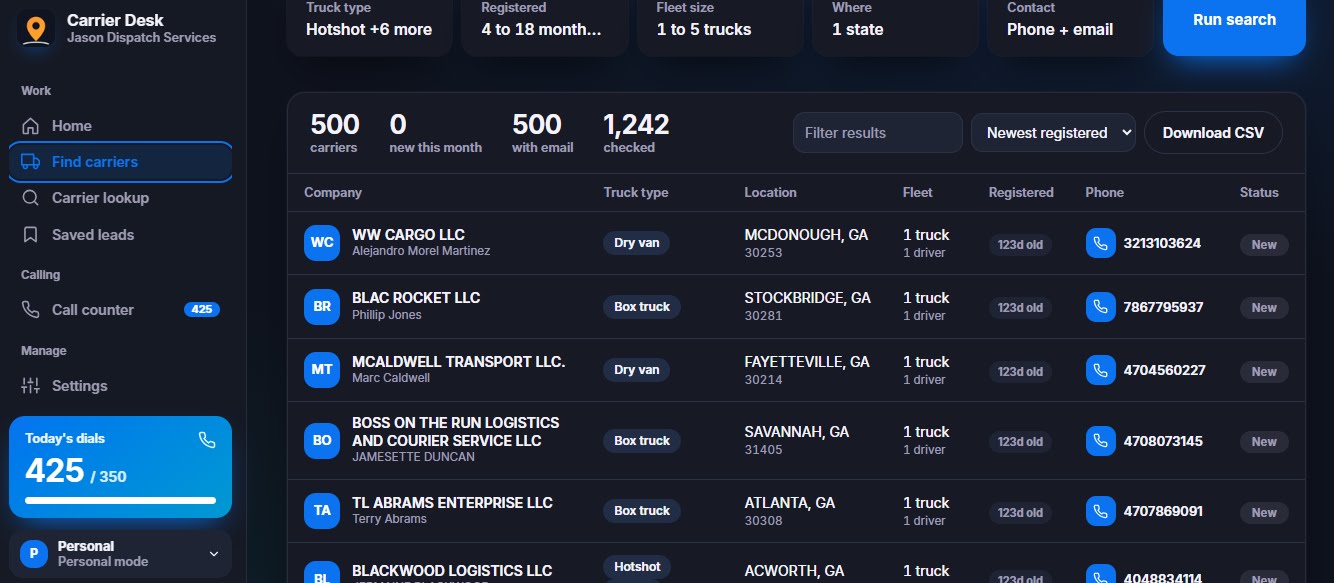 Carrier Desk
Jason Dispatch Services
Work
Home
Find carriers
Carrier lookup
Saved leads
Calling
Call counter 425
Manage
Settings
Today's dials
425 / 350
P Personal
Personal mode
Truck type
Hotshot +6 more
Registered
4 to 18 month...
Fleet size
1 to 5 trucks
Where
1 state
Contact
Phone + email
Run search
500 carriers
0 new this month
500 with email
1,242 checked
Filter results
Newest registered
Download CSV
Company Truck type Location Fleet Registered Phone Status
WC WW CARGO LLC Dry van MCDONOUGH, GA 1 truck 123d old 3213103624 New
Alejandro Morel Martinez 30253 1 driver
BR BLAC ROCKET LLC Box truck STOCKBRIDGE, GA 1 truck 123d old 7867795937 New
Phillip Jones 30281 1 driver
MT MCALDWELL TRANSPORT LLC. Dry van FAYETTEVILLE, GA 1 truck 123d old 4704560227 New
Marc Caldwell 30214 1 driver
BO BOSS ON THE RUN LOGISTICS
AND COURIER SERVICE LLC Box truck SAVANNAH, GA 1 truck 123d old 4708073145 New
JAMESETTE DUNCAN 31405 1 driver
TA TL ABRAMS ENTERPRISE LLC Box truck ATLANTA, GA 1 truck 123d old 4707869091 New
Terry Abrams 30308 1 driver
BL BLACKWOOD LOGISTICS LLC Hotshot ACWORTH, GA 1 truck 123d old 4048834114 New